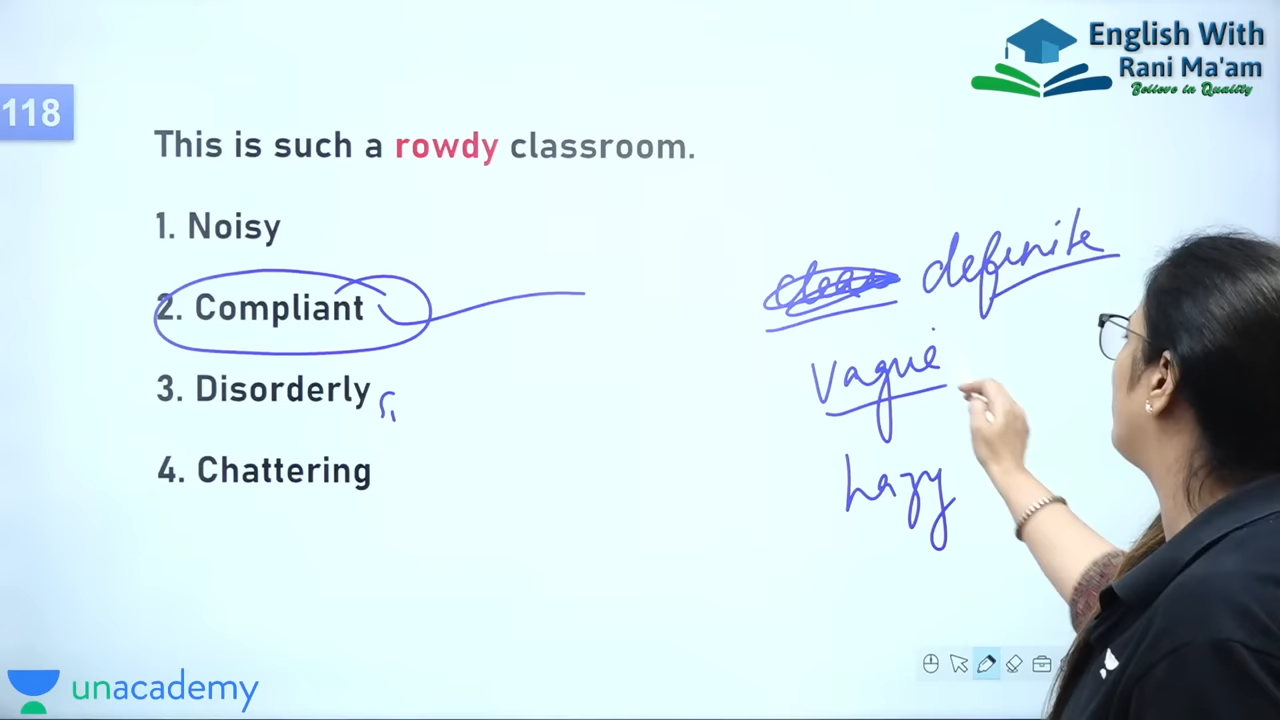 English With
Rani Ma'am
Believe in Quality
118
This is such a rowdy classroom.
1. Noisy
2. Compliant
3. Disorderly
4. Chattering
definite
vague
hazy
unacademy